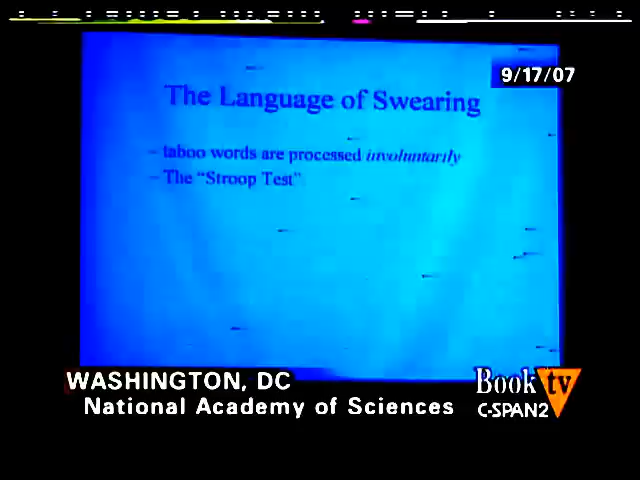 9/17/07
The Language of Swearing
– taboo words are processed involuntarily
– The “Stroop Test”
WASHINGTON, DC
National Academy of Sciences
Book tv
C-SPAN2